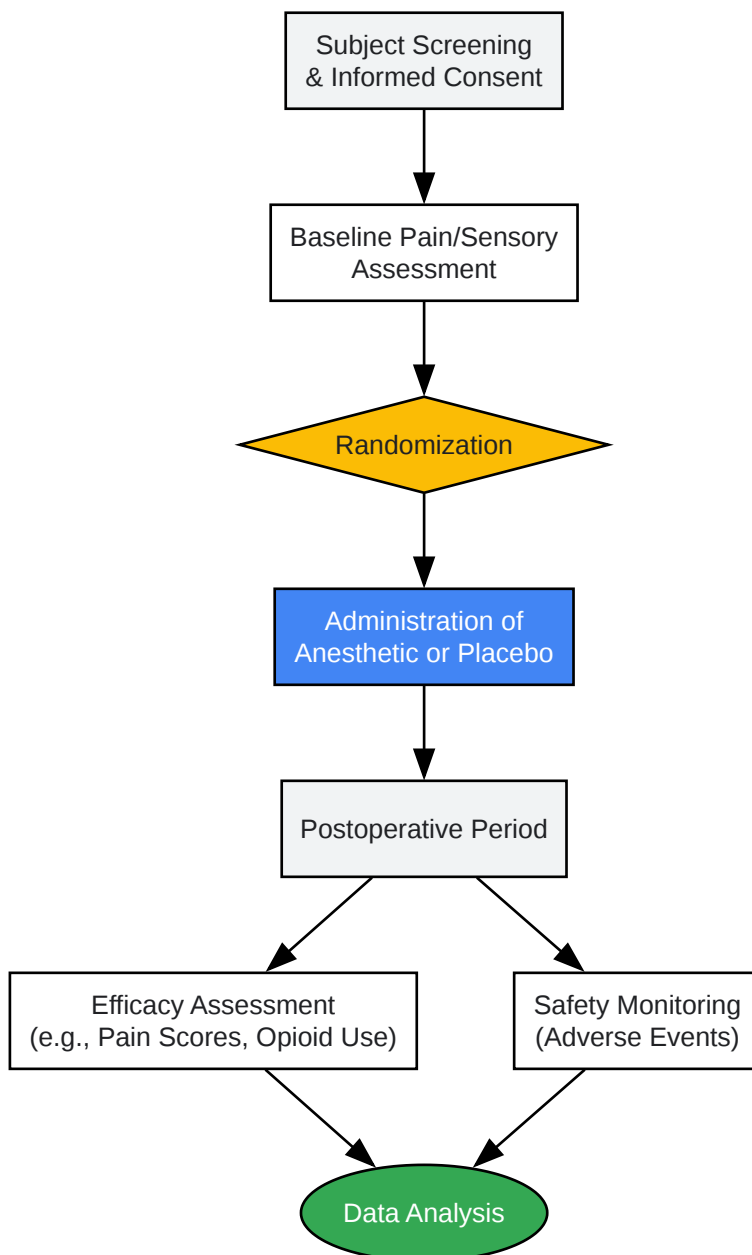 Subject Screening
& Informed Consent
Baseline Pain/Sensory
Assessment
Randomization
Administration of
Anesthetic or Placebo
Postoperative Period
Efficacy Assessment
(e.g., Pain Scores, Opioid Use)
Safety Monitoring
(Adverse Events)
Data Analysis